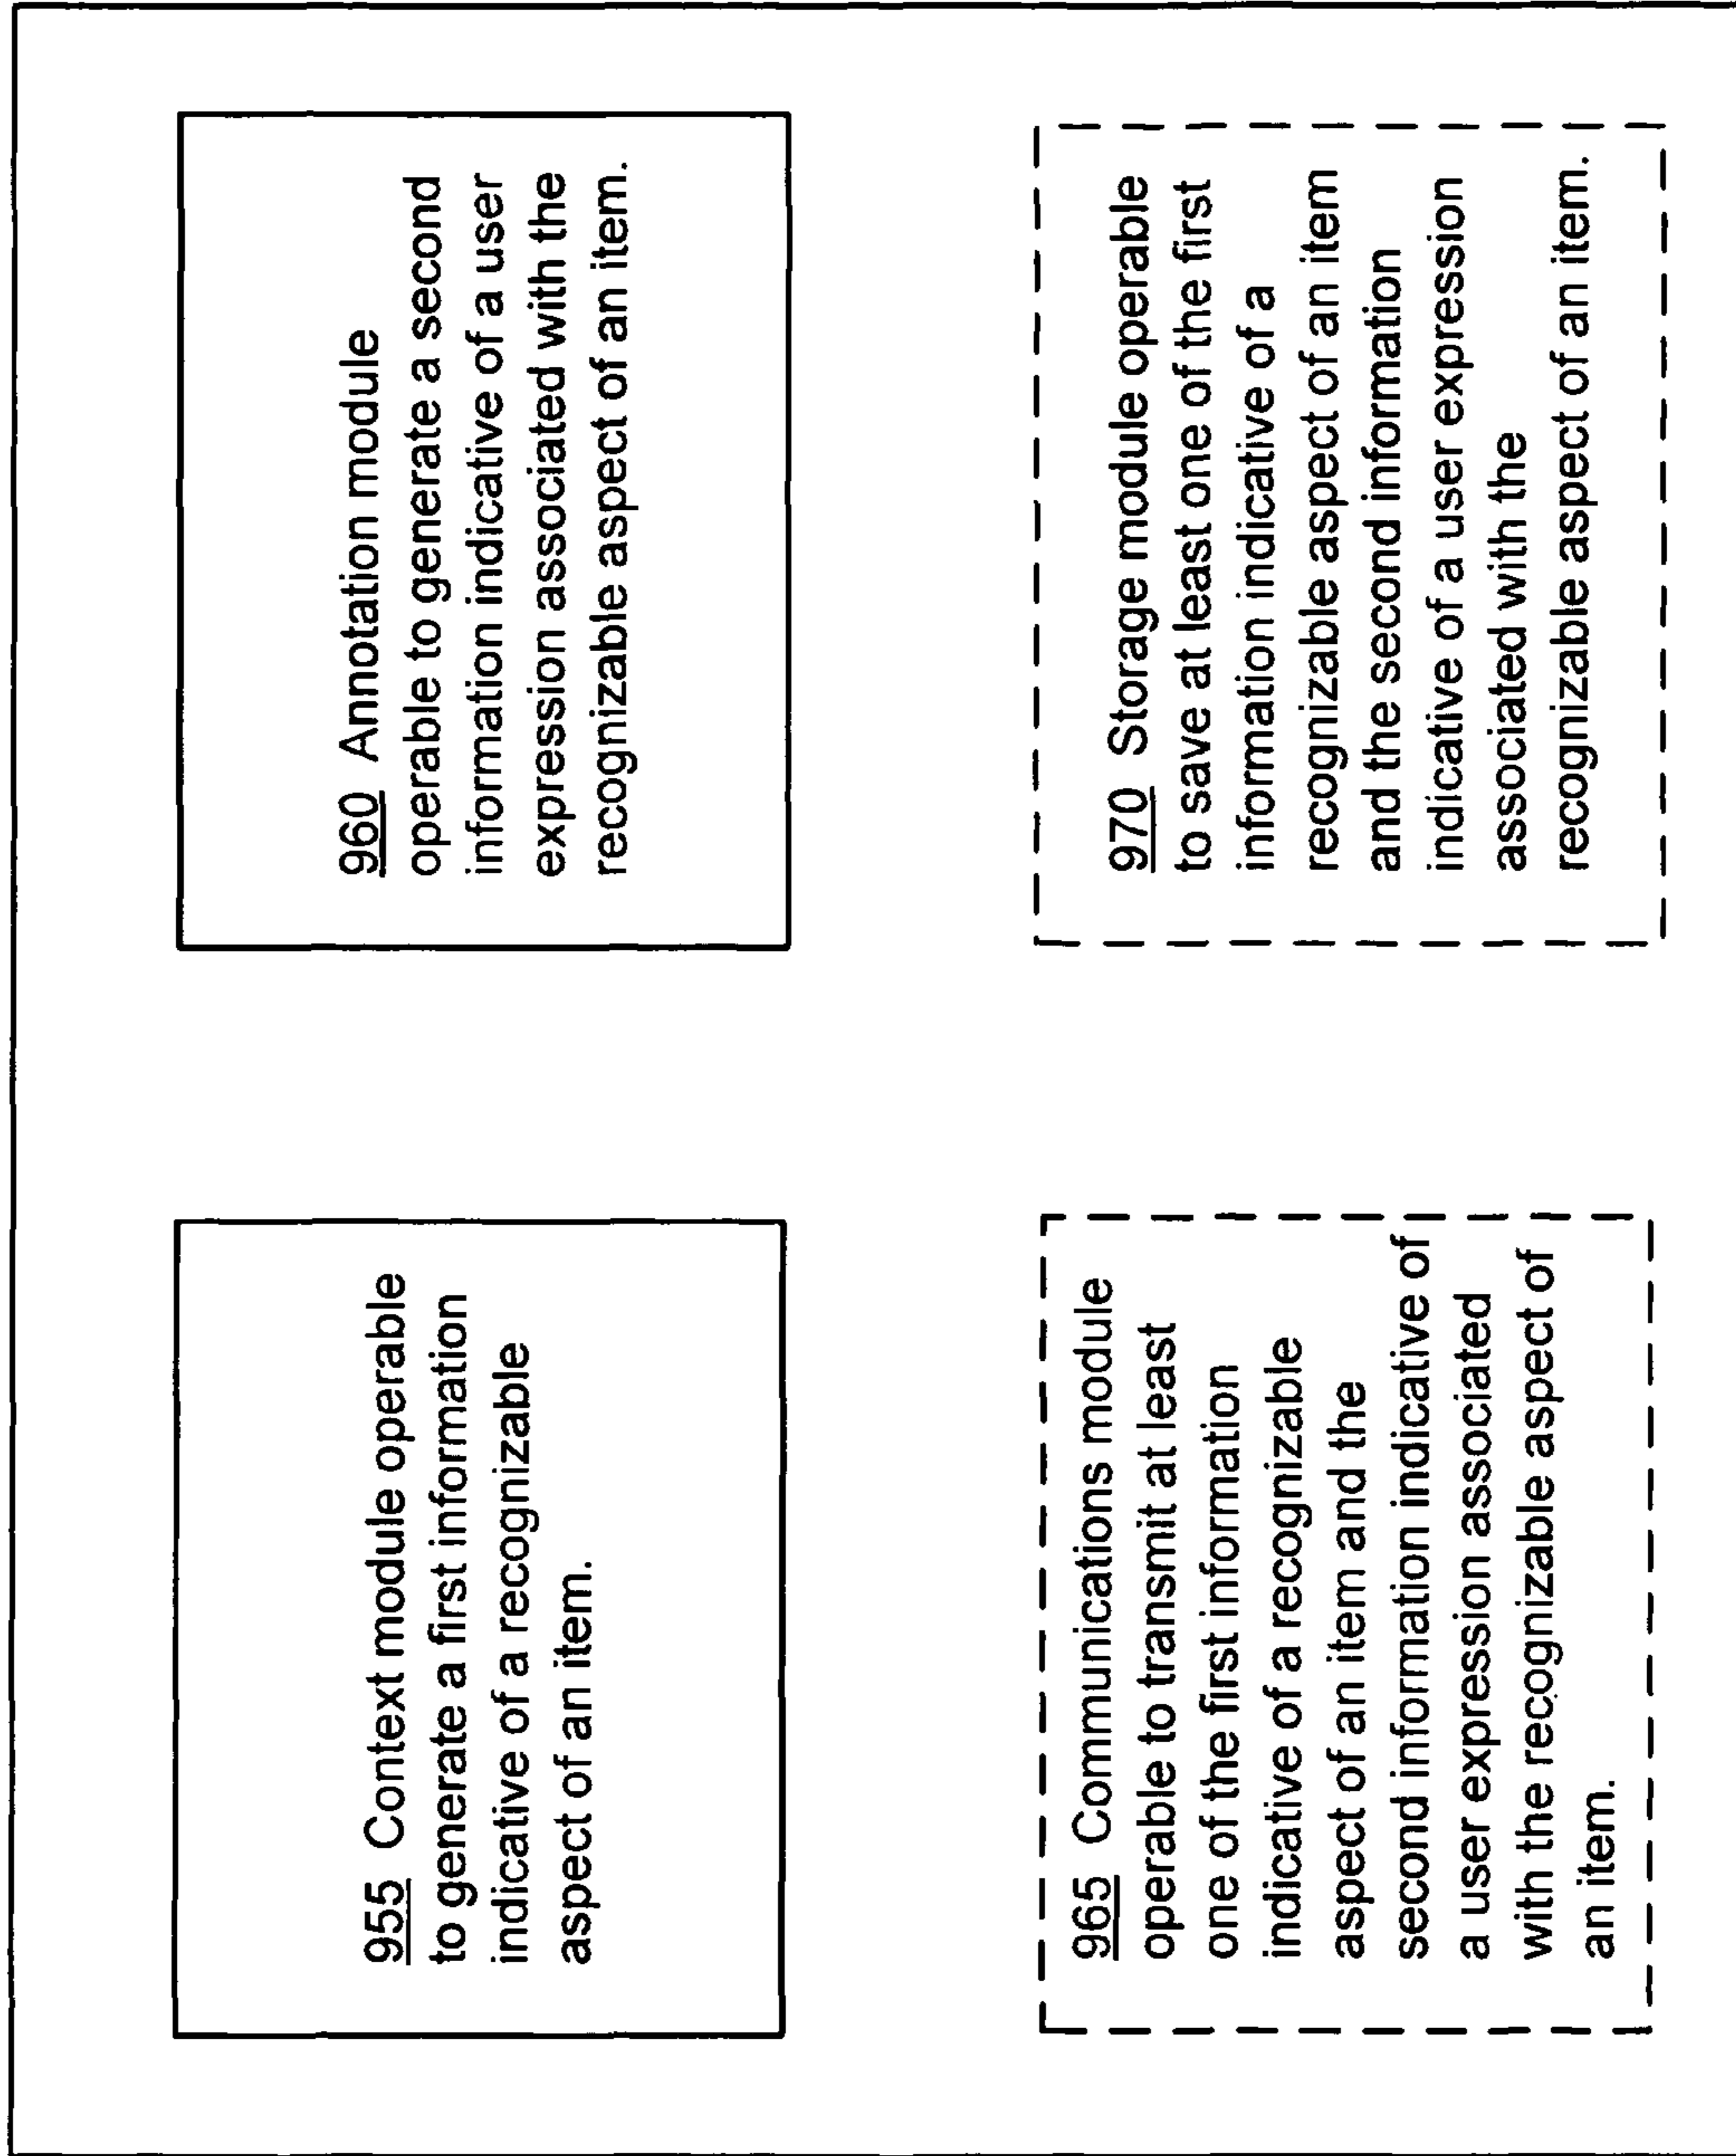 955 Context module operable
to generate a first information
indicative of a recognizable
aspect of an item.
960 Annotation module
operable to generate a second
information indicative of a user
expression associated with the
recognizable aspect of an item.
965 Communications module
operable to transmit at least
one of the first information
indicative of a recognizable
aspect of an item and the
second information indicative of
a user expression associated
with the recognizable aspect of
an item.
970 Storage module operable
to save at least one of the first
information indicative of a
recognizable aspect of an item
and the second information
indicative of a user expression
associated with the
recognizable aspect of an item.